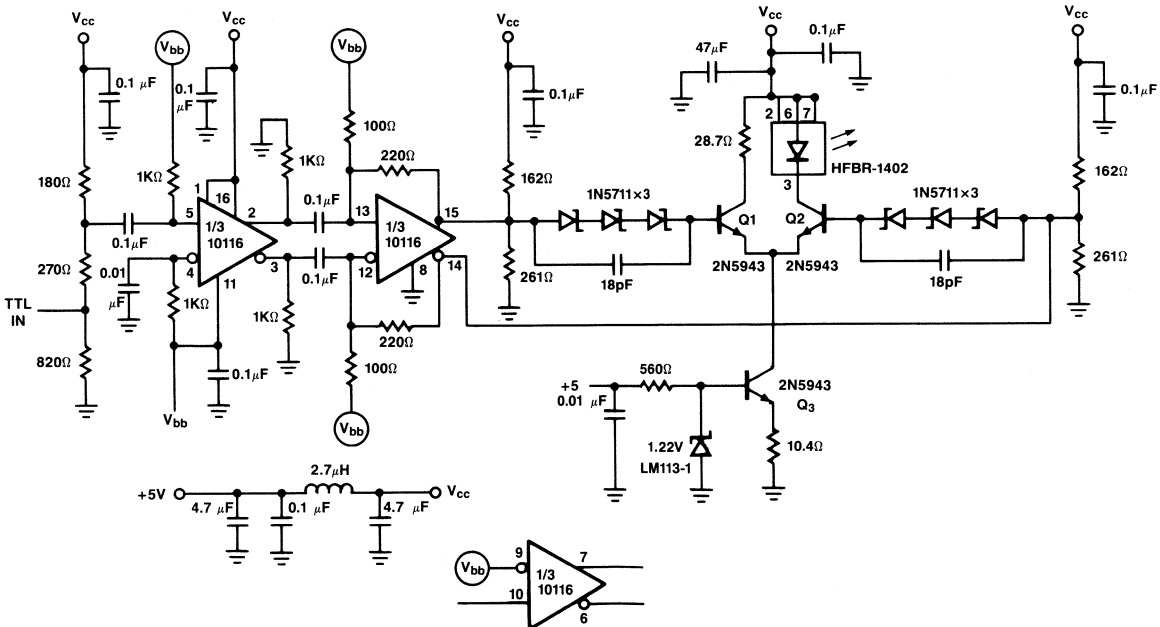 Vcc
Vbb
Vcc
Vbb
Vcc
Vcc
Vcc
0.1 μF
0.1 μF
0.1μF
47μF
0.1μF
0.1μF
180Ω
1KΩ
1
16
5
2
1/3
10116
4
3
11
1KΩ
0.1μF
100Ω
220Ω
13
15
1/3
10116
12
8
14
162Ω
261Ω
1N5711×3
18pF
28.7Ω
2 6 7
HFBR-1402
3
Q1
Q2
2N5943
2N5943
1N5711×3
18pF
162Ω
261Ω
0.1μF
270Ω
0.01
μF
1KΩ
0.1μF
1KΩ
220Ω
100Ω
TTL
IN
820Ω
0.1μF
Vbb
Vbb
+5
0.01 μF
560Ω
2N5943
Q3
1.22V
LM113-1
10.4Ω
+5V
2.7μH
Vcc
4.7 μF
0.1 μF
4.7 μF
Vbb
9
7
1/3
10116
10
6